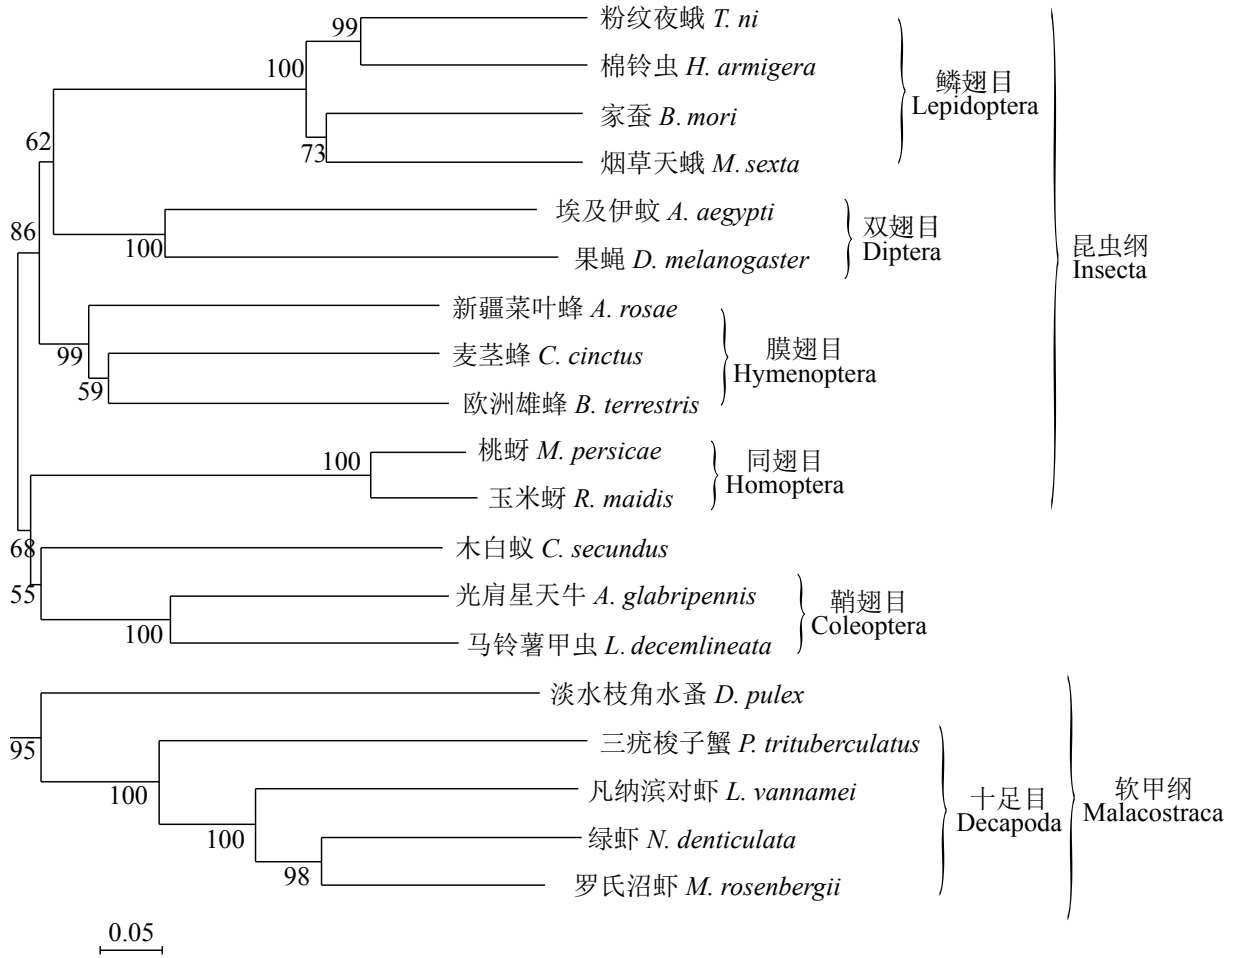 粉纹夜蛾 T. ni
99
棉铃虫 H. armigera
100
鳞翅目
Lepidoptera
家蚕 B. mori
62
73
烟草天蛾 M. sexta
埃及伊蚊 A. aegypti
86
双翅目
Diptera
100
果蝇 D. melanogaster
昆虫纲
Insecta
新疆菜叶蜂 A. rosae
99
麦茎蜂 C. cinctus
膜翅目
Hymenoptera
59
欧洲雄蜂 B. terrestris
桃蚜 M. persicae
100
同翅目
Homoptera
玉米蚜 R. maidis
68
木白蚁 C. secundus
55
光肩星天牛 A. glabripennis
鞘翅目
Coleoptera
100
马铃薯甲虫 L. decemlineata
淡水枝角水蚤 D. pulex
95
三疣梭子蟹 P. trituberculatus
100
凡纳滨对虾 L. vannamei
十足目
Decapoda
软甲纲
Malacostraca
100
绿虾 N. denticulata
98
罗氏沼虾 M. rosenbergii
0.05